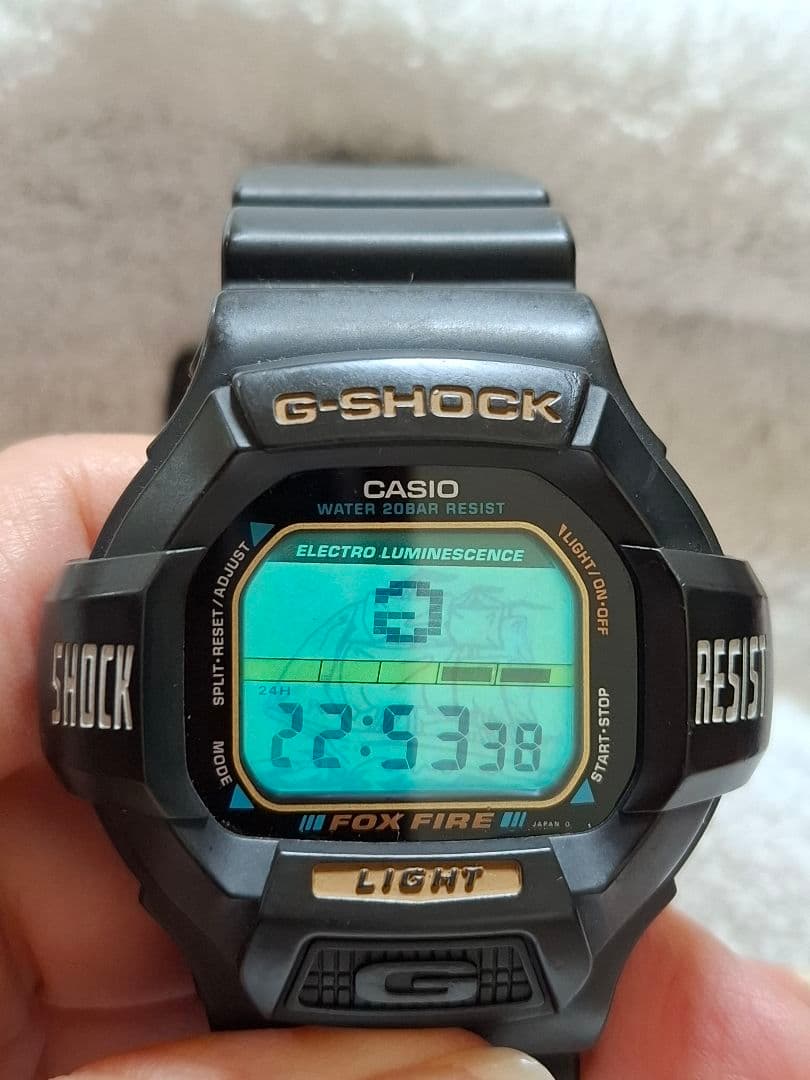 G-SHOCK
CASIO
WATER 20BAR RESIST
ELECTRO LUMINESCENCE
SPLIT·RESET/ADJUST
LIGHT/ON·OFF
SHOCK
RESIST
24H
22:53 38
MODE
START·STOP
FOX FIRE
JAPAN
LIGHT
G